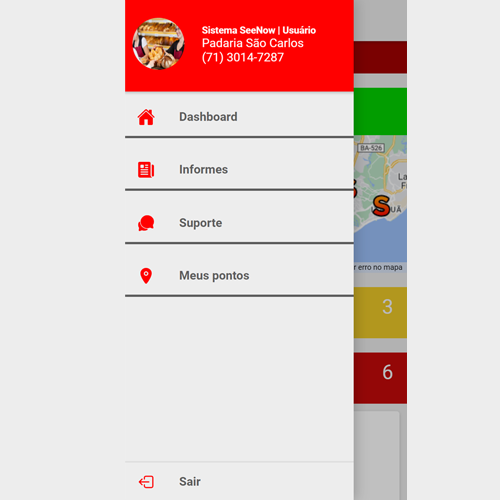 Sistema SeeNow | Usuário
Padaria São Carlos
(71) 3014-7287
Dashboard
Informes
Suporte
Meus pontos
Sair
BA-526
La
F
S
UÃ
r erro no mapa
3
6